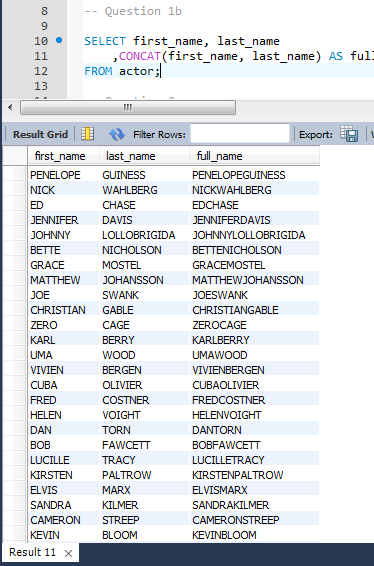 8 -- Question 1b
9
10 SELECT first_name, last_name
11 ,CONCAT(first_name, last_name) AS full
12 FROM actor;
13
Result Grid Filter Rows: Export:
first_name last_name full_name
PENELOPE GUINESS PENELOPEGUINESS
NICK WAHLBERG NICKWAHLBERG
ED CHASE EDCHASE
JENNIFER DAVIS JENNIFERDAVIS
JOHNNY LOLLOBRIGIDA JOHNNYLOLLOBRIGIDA
BETTE NICHOLSON BETTENICHOLSON
GRACE MOSTEL GRACEMOSTEL
MATTHEW JOHANSSON MATTHEWJOHANSSON
JOE SWANK JOESWANK
CHRISTIAN GABLE CHRISTIANGABLE
ZERO CAGE ZEROCAGE
KARL BERRY KARLBERRY
UMA WOOD UMAWOOD
VIVIEN BERGEN VIVIENBERGEN
CUBA OLIVIER CUBAOLIVIER
FRED COSTNER FREDCOSTNER
HELEN VOIGHT HELENVOIGHT
DAN TORN DANTORN
BOB FAWCETT BOBFAWCETT
LUCILLE TRACY LUCILLETRACY
KIRSTEN PALTROW KIRSTENPALTROW
ELVIS MARX ELVISMARX
SANDRA KILMER SANDRAKILMER
CAMERON STREEP CAMERONSTREEP
KEVIN BLOOM KEVINBLOOM
Result 11